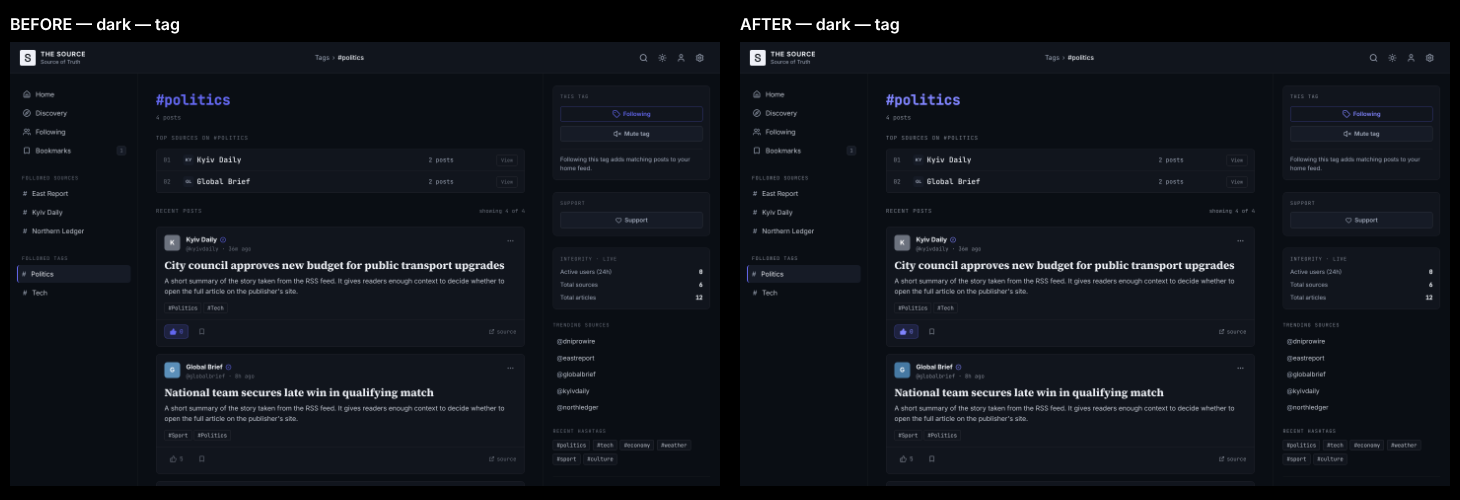 BEFORE — dark — tag
S THE SOURCE
Source of Truth
Tags › #politics
Home
Discovery
Following
Bookmarks
FOLLOWED SOURCES
# East Report
# Kyiv Daily
# Northern Ledger
FOLLOWED TAGS
# Politics
# Tech
#politics
4 posts
TOP SOURCES ON #POLITICS
01 Kyiv Daily 2 posts View
02 Global Brief 2 posts View
RECENT POSTS showing 4 of 4
K Kyiv Daily
@kyivdaily · ago
City council approves new budget for public transport upgrades
A short summary of the story taken from the RSS feed. It gives readers enough context to decide whether to
open the full article on the publisher's site.
#Politics #Tech
source
G Global Brief
@globalbrief · ago
National team secures late win in qualifying match
A short summary of the story taken from the RSS feed. It gives readers enough context to decide whether to
open the full article on the publisher's site.
#Sport #Politics
source
THIS TAG
Following
Mute tag
Following this tag adds matching posts to your
home feed.
SUPPORT
Support
INTEGRITY · LIVE
Active users (24h) 0
Total sources 6
Total articles 12
TRENDING SOURCES
@dniprowire
@eastreport
@globalbrief
@kyivdaily
@northledger
RECENT HASHTAGS
#politics #tech #economy #weather
#sport #culture
AFTER — dark — tag
S THE SOURCE
Source of Truth
Tags › #politics
Home
Discovery
Following
Bookmarks
FOLLOWED SOURCES
# East Report
# Kyiv Daily
# Northern Ledger
FOLLOWED TAGS
# Politics
# Tech
#politics
4 posts
TOP SOURCES ON #POLITICS
01 Kyiv Daily 2 posts View
02 Global Brief 2 posts View
RECENT POSTS showing 4 of 4
K Kyiv Daily
@kyivdaily · ago
City council approves new budget for public transport upgrades
A short summary of the story taken from the RSS feed. It gives readers enough context to decide whether to
open the full article on the publisher's site.
#Politics #Tech
source
G Global Brief
@globalbrief · ago
National team secures late win in qualifying match
A short summary of the story taken from the RSS feed. It gives readers enough context to decide whether to
open the full article on the publisher's site.
#Sport #Politics
source
THIS TAG
Following
Mute tag
Following this tag adds matching posts to your
home feed.
SUPPORT
Support
INTEGRITY · LIVE
Active users (24h) 0
Total sources 6
Total articles 12
TRENDING SOURCES
@dniprowire
@eastreport
@globalbrief
@kyivdaily
@northledger
RECENT HASHTAGS
#politics #tech #economy #weather
#sport #culture